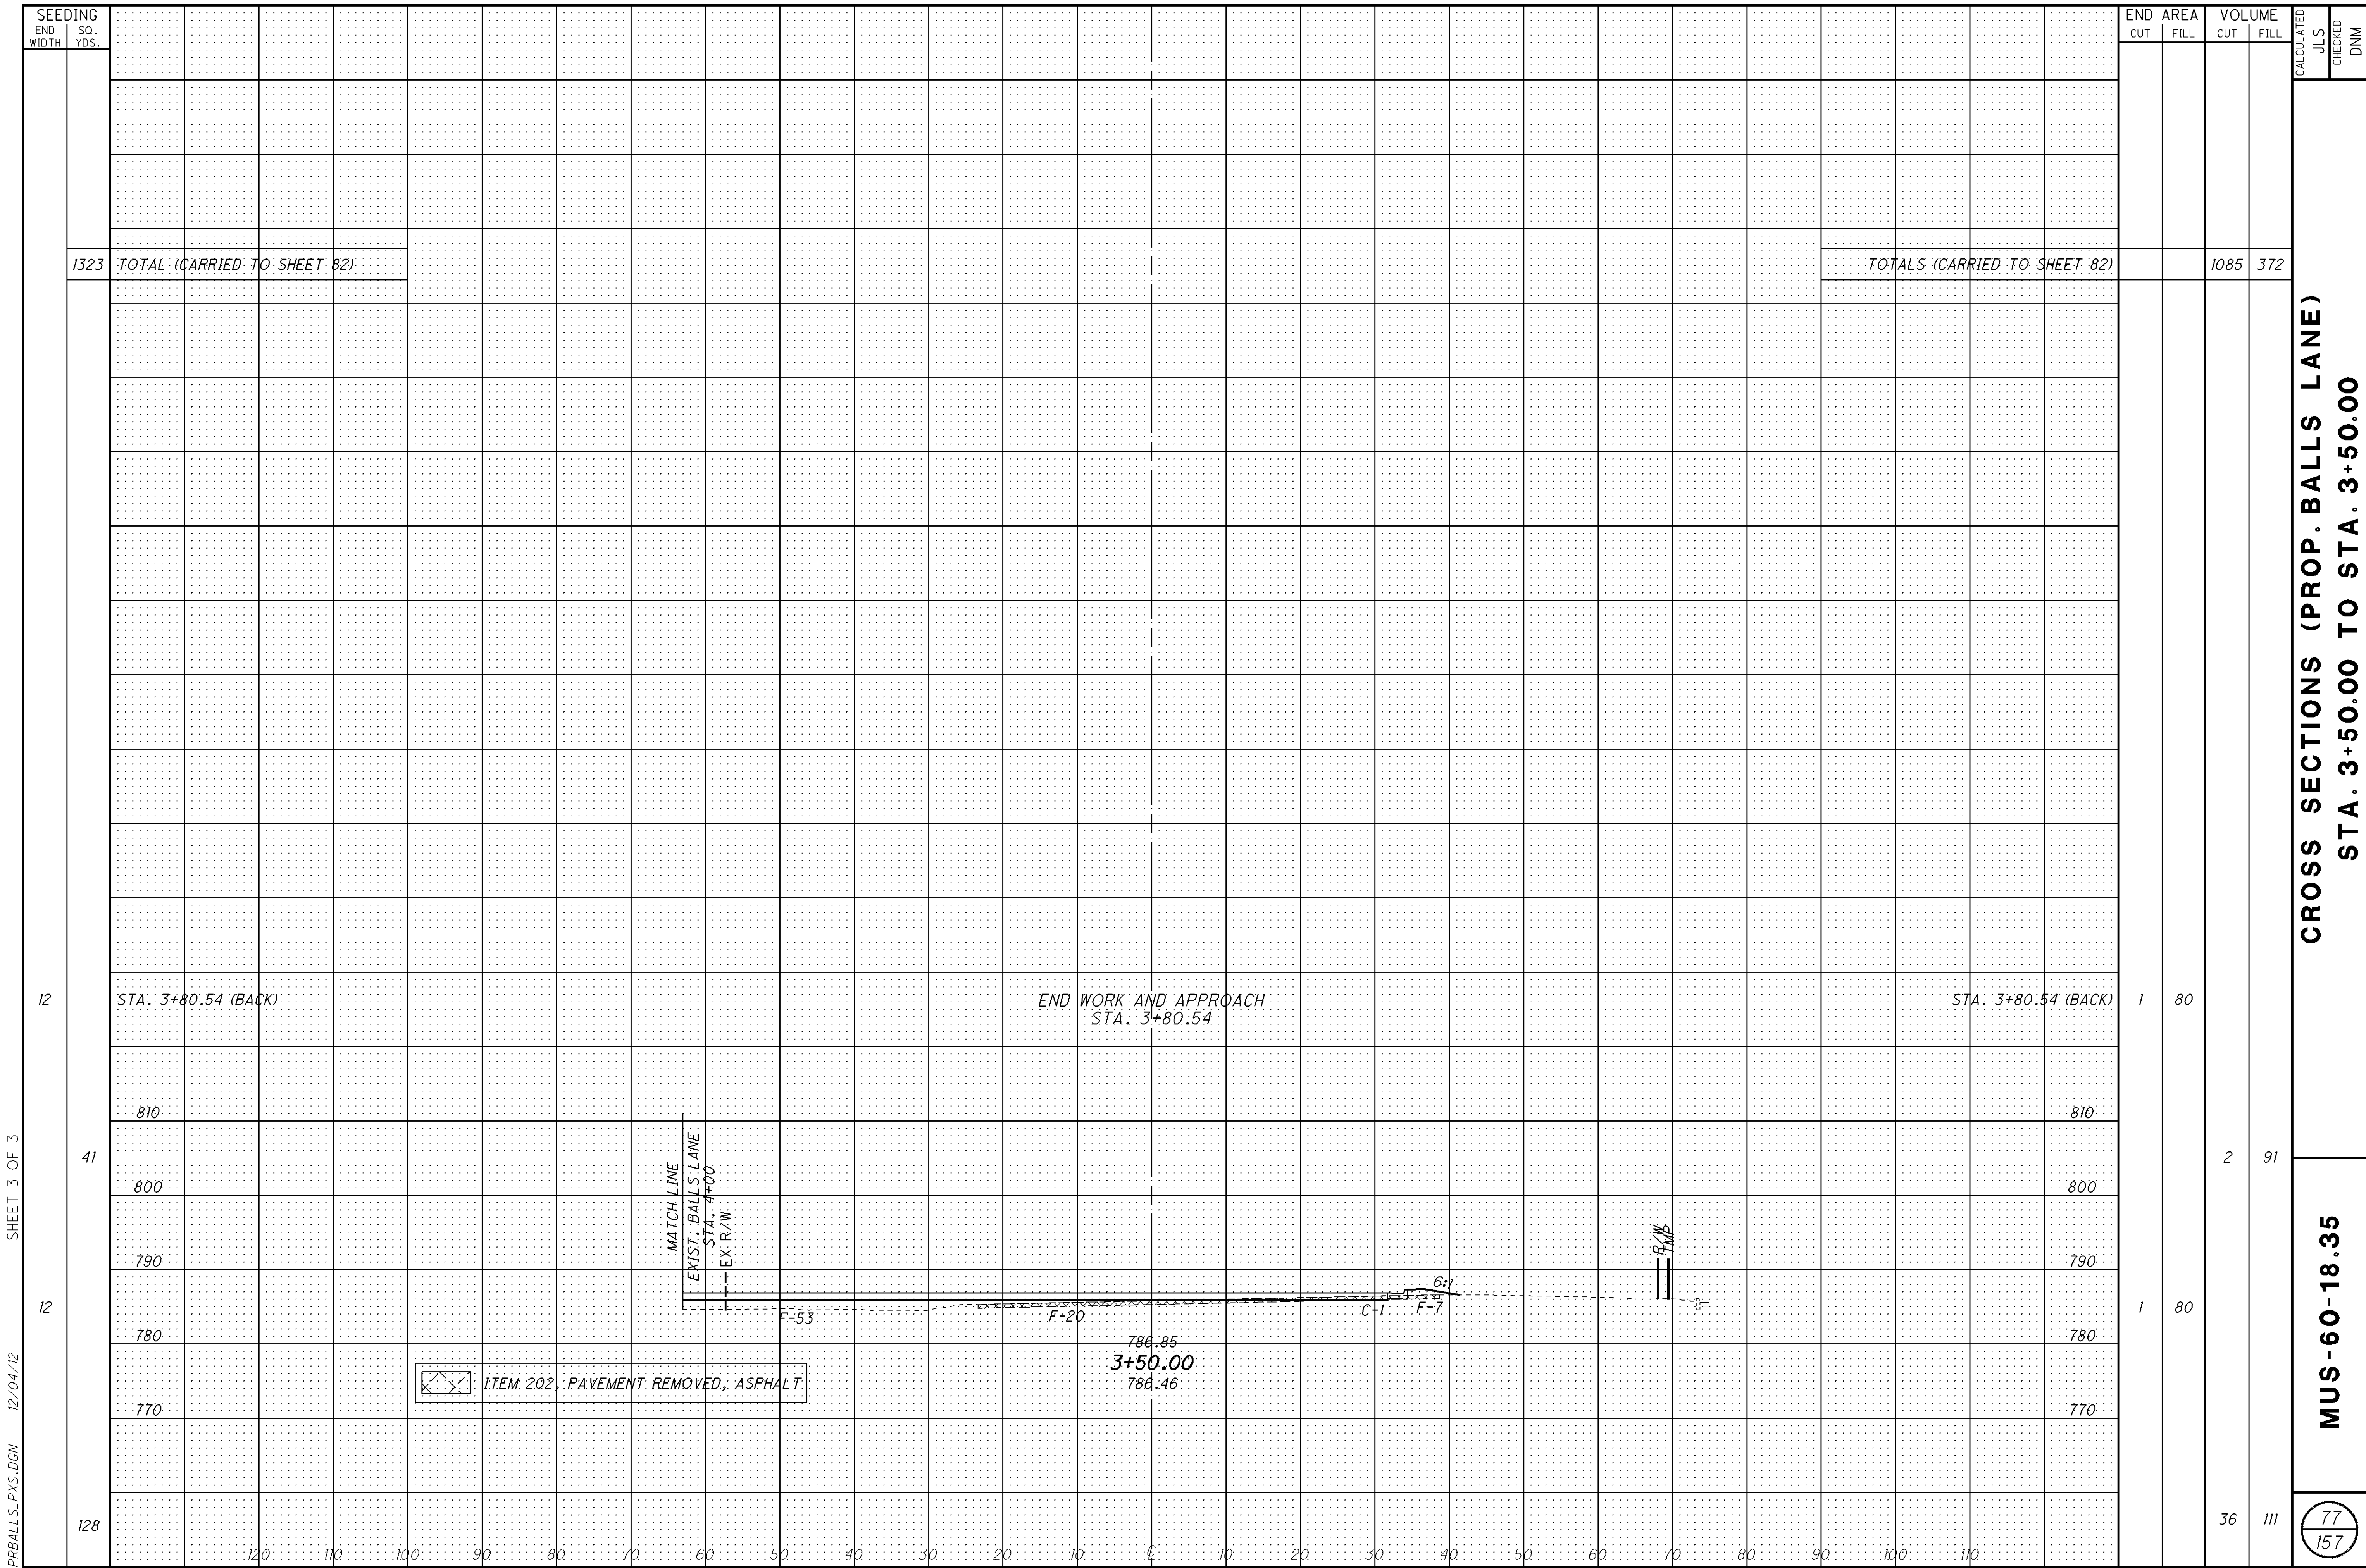 SEEDING
END WIDTH
SQ. YDS.
END AREA
VOLUME
CUT
FILL
CUT
FILL
CALCULATED
JLS
CHECKED
DNM
1323
TOTAL (CARRIED TO SHEET 82)
TOTALS (CARRIED TO SHEET 82)
1085
372
CROSS SECTIONS (PROP. BALLS LANE)
STA. 3+50.00 TO STA. 3+50.00
12
STA. 3+80.54 (BACK)
END WORK AND APPROACH
STA. 3+80.54
STA. 3+80.54 (BACK)
1
80
810
810
41
2
91
800
800
MATCH LINE
EXIST. BALLS LANE
STA. 4+00
EX R/W
R/W
TMP
790
790
6:1
12
F-53
F-20
C-1
F-7
1
80
780
780
786.85
3+50.00
786.46
ITEM 202, PAVEMENT REMOVED, ASPHALT
770
770
128
36
111
120 110 100 90 80 70 60 50 40 30 20 10 ℄ 10 20 30 40 50 60 70 80 90 100 110
MUS-60-18.35
77
157
SHEET 3 OF 3
PRBALLS_PXS.DGN 12/04/12